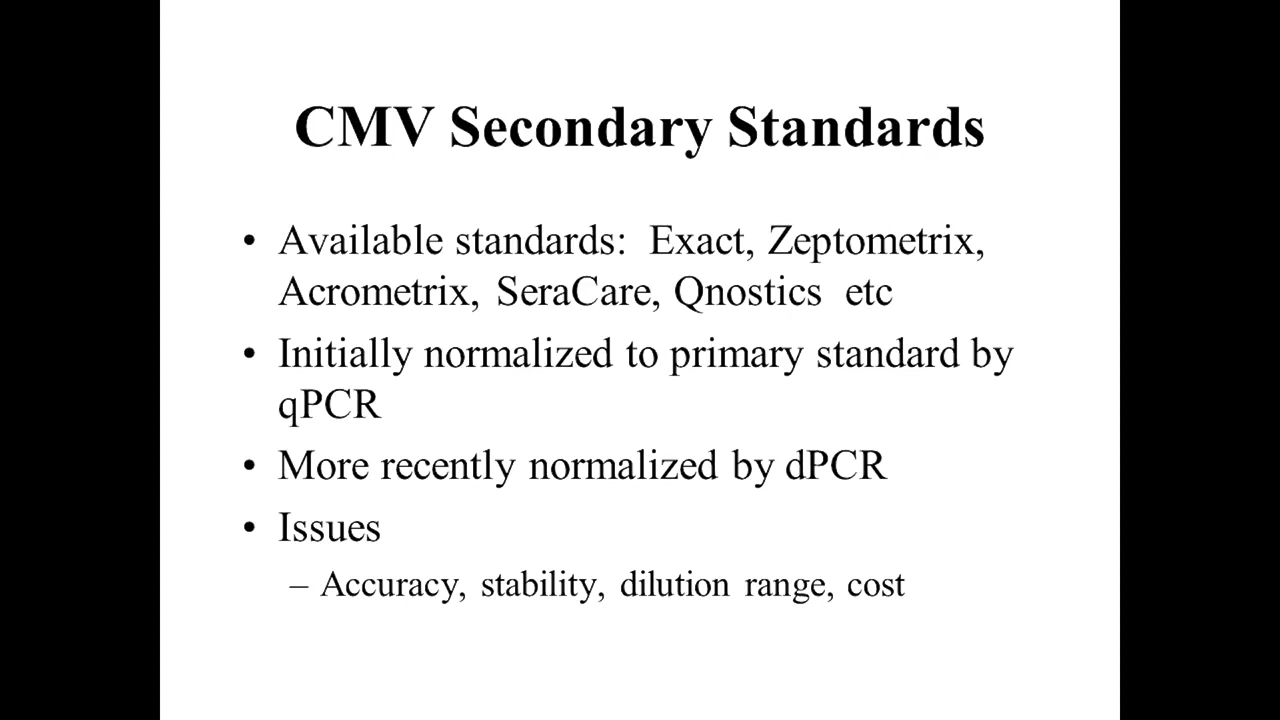 CMV Secondary Standards
• Available standards:  Exact, Zeptometrix,
Acrometrix, SeraCare, Qnostics  etc
• Initially normalized to primary standard by
qPCR
• More recently normalized by dPCR
• Issues
– Accuracy, stability, dilution range, cost